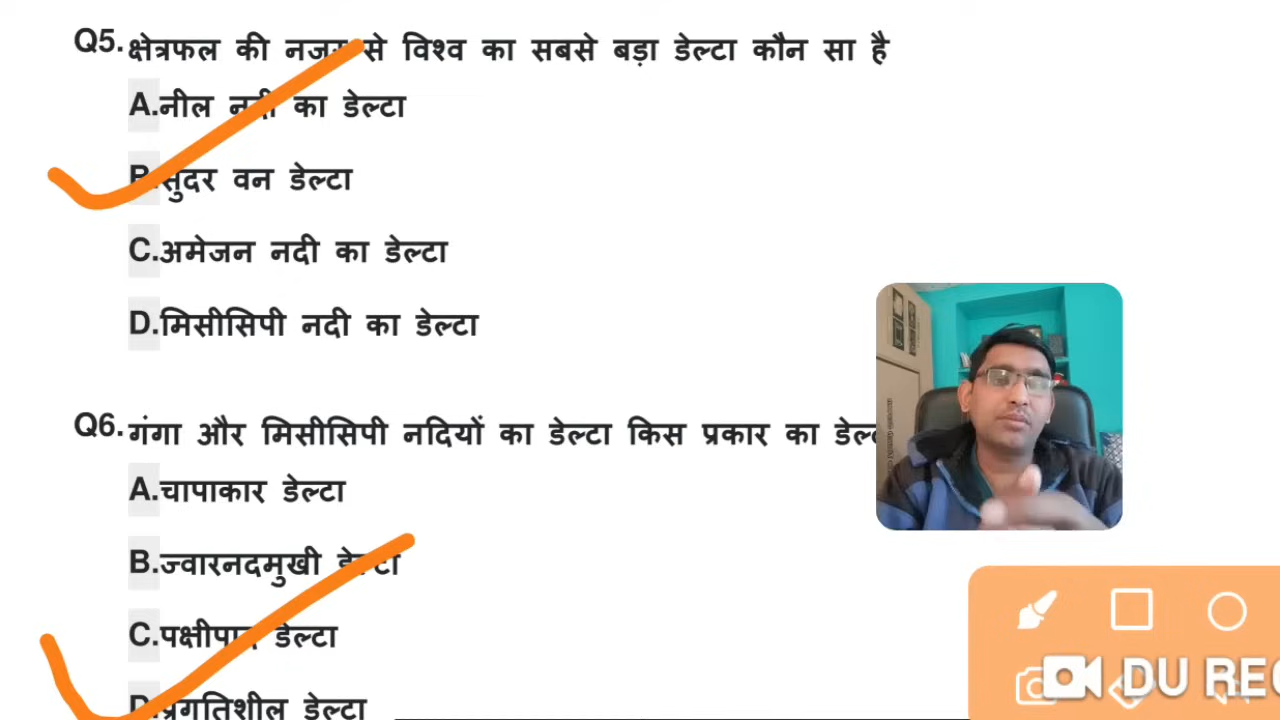 Q5. क्षेत्रफल की नजर से विश्व का सबसे बड़ा डेल्टा कौन सा है
A.नील नदी का डेल्टा
B.सुदर वन डेल्टा
C.अमेजन नदी का डेल्टा
D.मिसीसिपी नदी का डेल्टा
Q6. गंगा और मिसीसिपी नदियों का डेल्टा किस प्रकार का
A.चापाकार डेल्टा
B.ज्वारनदमुखी डेल्टा
C.पक्षीपाद डेल्टा
D.प्रगतिशील डेल्टा
DU REC